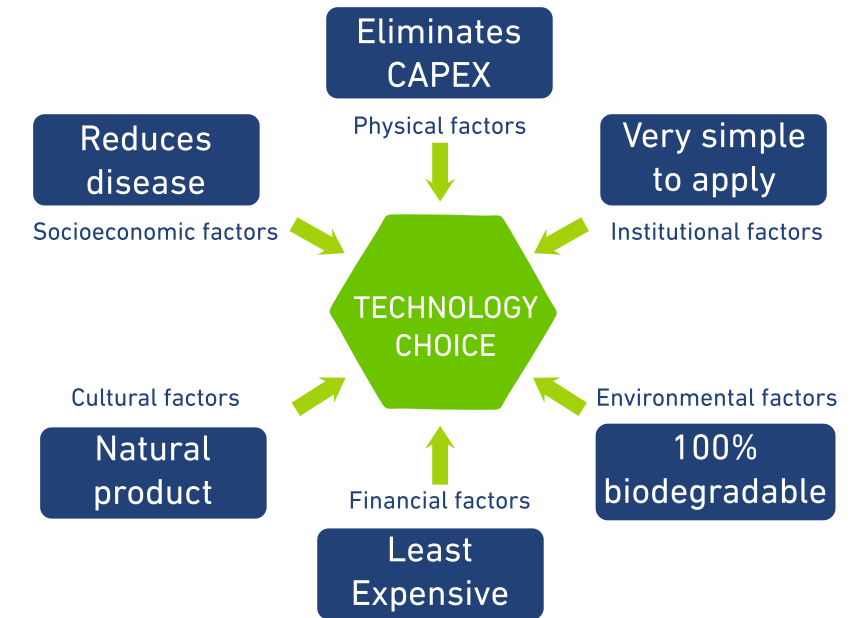 Eliminates
CAPEX
Physical factors
Reduces
disease
Socioeconomic factors
Very simple
to apply
Institutional factors
TECHNOLOGY
CHOICE
Cultural factors
Natural
product
Environmental factors
100%
biodegradable
Financial factors
Least
Expensive